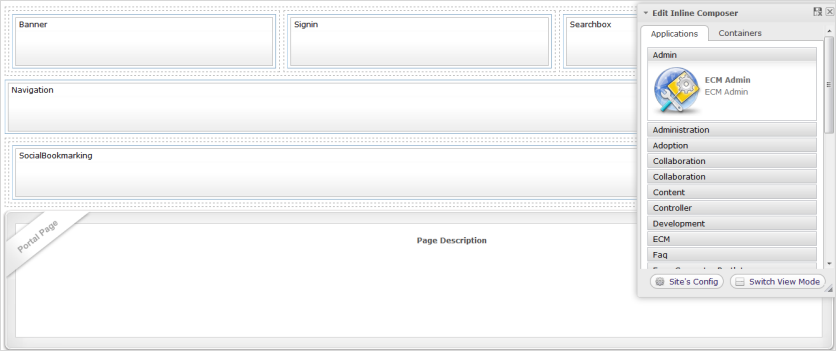 Banner
Signin
Searchbox
Navigation
SocialBookmarking
Portal Page
Page Description
Edit Inline Composer
Applications
Containers
Admin
ECM Admin
ECM Admin
Administration
Adoption
Collaboration
Collaboration
Content
Controller
Development
ECM
Faq
Site's Config
Switch View Mode